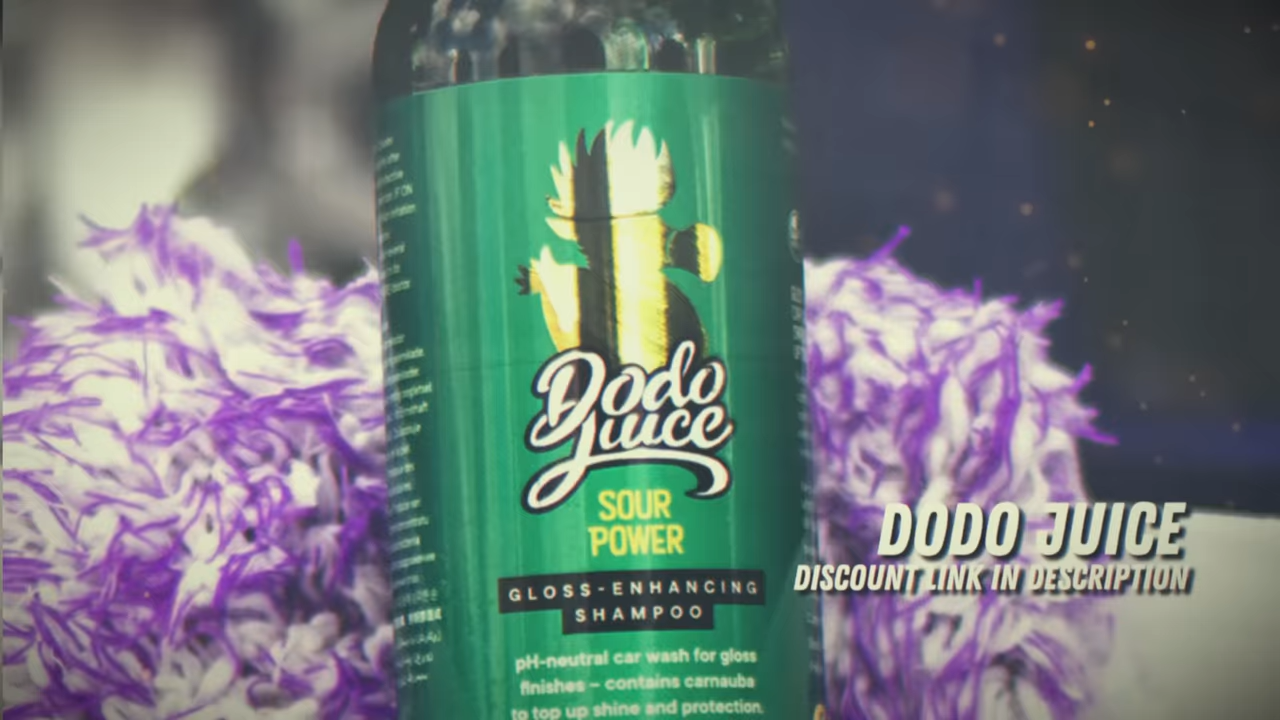 Dodo
Juice
SOUR
POWER
GLOSS-ENHANCING
SHAMPOO
pH-neutral car wash for gloss
finishes – contains carnauba
to top up shine and protection.
DODO JUICE
DISCOUNT LINK IN DESCRIPTION